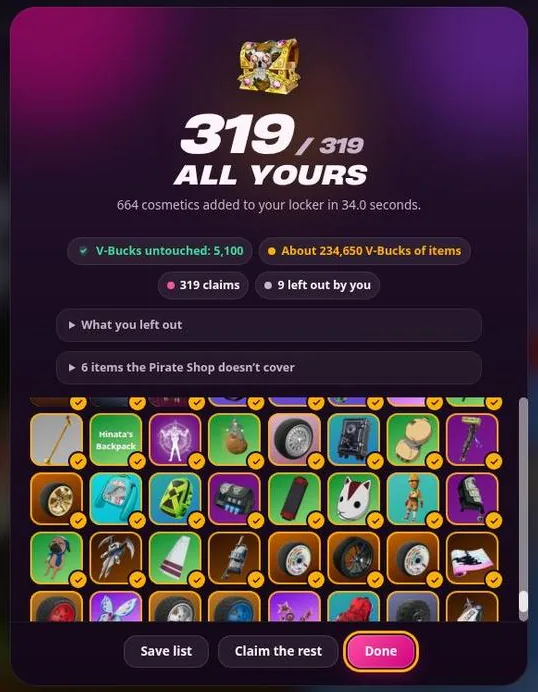 319 / 319
ALL YOURS
664 cosmetics added to your locker in 34.0 seconds.
V-Bucks untouched: 5,100
About 234,650 V-Bucks of items
319 claims
9 left out by you
What you left out
6 items the Pirate Shop doesn't cover
Hinata's
Backpack
Save list
Claim the rest
Done